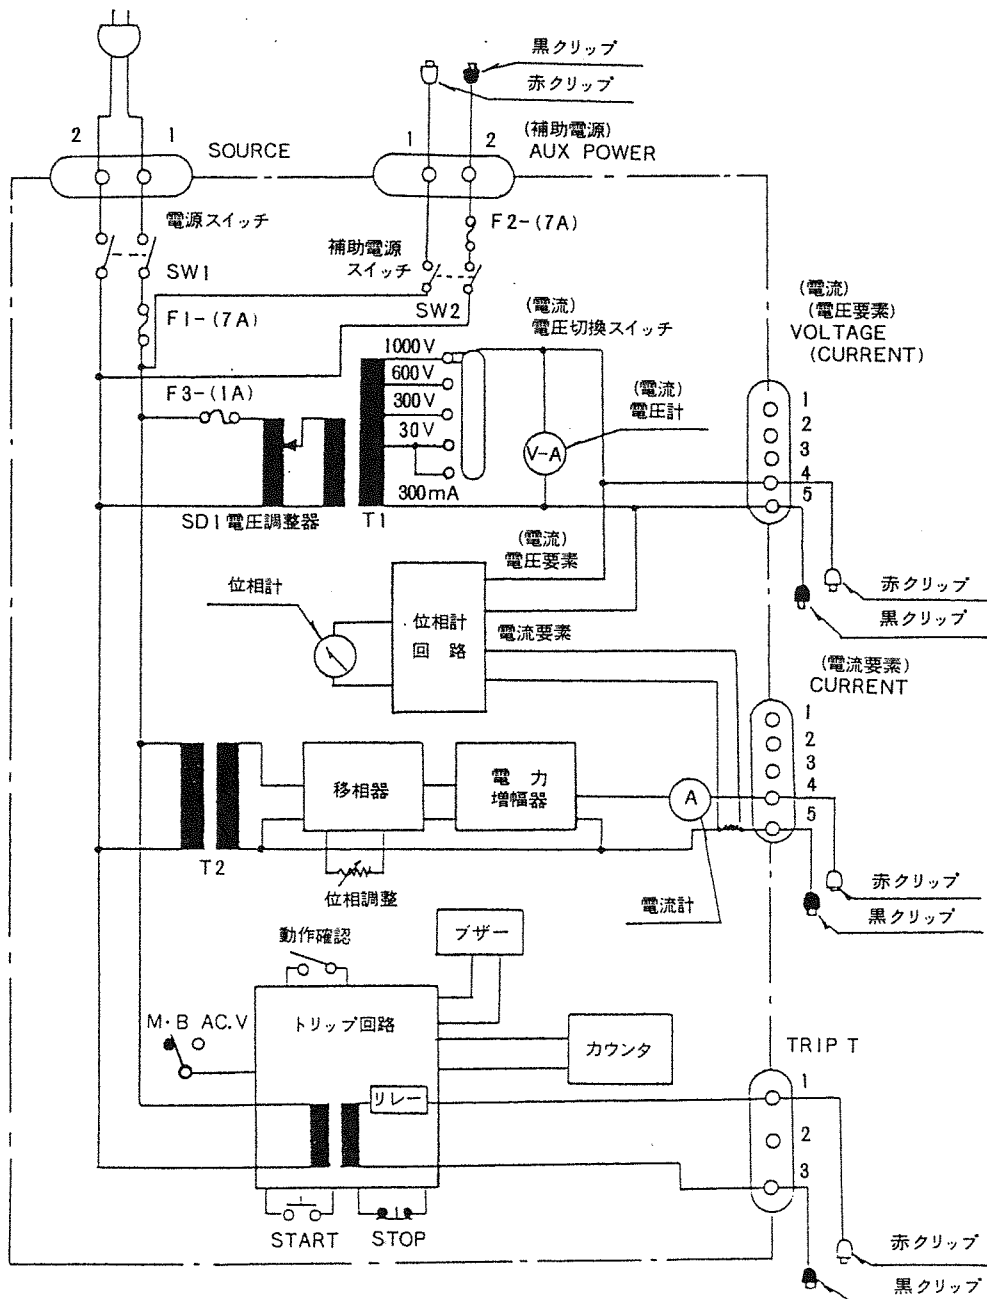 黒クリップ
赤クリップ
2
1
SOURCE
1
2
(補助電源)
AUX POWER
電源スイッチ
SW1
F1-(7A)
補助電源
スイッチ
SW2
F2-(7A)
(電流)
電圧切換スイッチ
(電流)
(電圧要素)
VOLTAGE
(CURRENT)
1000V
600V
300V
30V
300mA
F3-(1A)
(電流)
電圧計
V-A
SD1電圧調整器
T1
1
2
3
4
5
(電流)
電圧要素
位相計
位相計
回路
電流要素
赤クリップ
黒クリップ
(電流要素)
CURRENT
1
2
3
4
5
T2
移相器
電力
増幅器
A
位相調整
電流計
赤クリップ
黒クリップ
動作確認
ブザー
M・B AC.V
トリップ回路
カウンタ
リレー
TRIP T
1
2
3
START
STOP
赤クリップ
黒クリップ